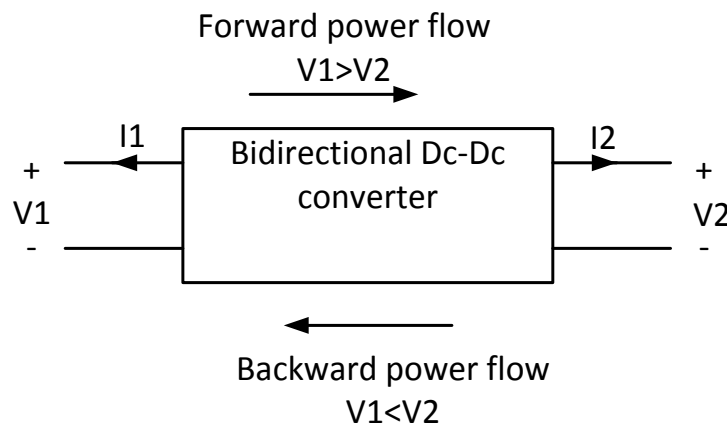 Forward power flow
V1>V2
I1
I2
Bidirectional Dc-Dc
converter
+
V1
-
+
V2
-
Backward power flow
V1<V2